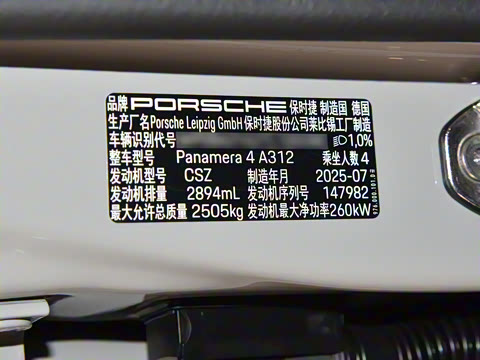 品牌 PORSCHE 保时捷 制造国 德国
生产厂名 Porsche Leipzig GmbH 保时捷股份公司莱比锡工厂制造
车辆识别代号 1,0%
整车型号 Panamera 4 A312 乘坐人数 4
发动机型号 CSZ 制造年月 2025-07
发动机排量 2894mL 发动机序列号 147982
最大允许总质量 2505kg 发动机最大净功率 260kW